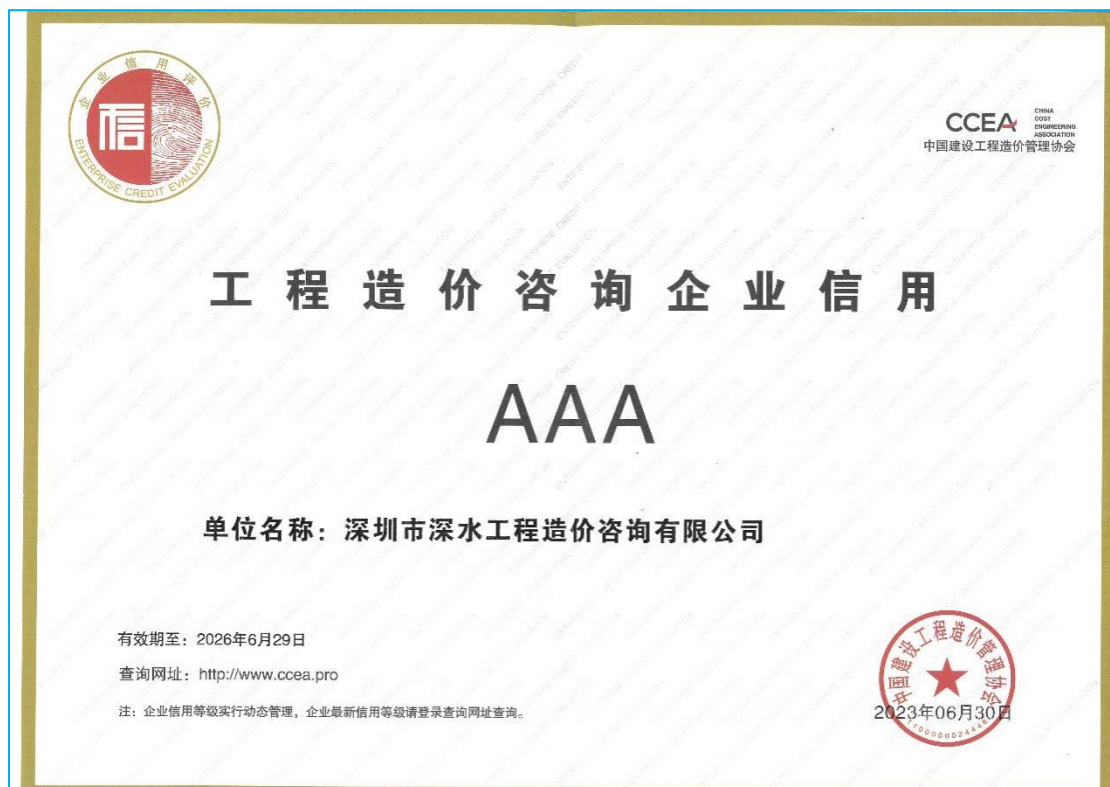 企业信用评价
信
ENTERPRISE CREDIT EVALUATION
CCEA
CHINA
COST
ENGINEERING
ASSOCIATION
中国建设工程造价管理协会
工程造价咨询企业信用
AAA
单位名称：深圳市深水工程造价咨询有限公司
有效期至：2026年6月29日
查询网址：http://www.ccea.pro
注：企业信用等级实行动态管理，企业最新信用等级请登录查询网址查询。
中国建设工程造价管理协会
2023年06月30日